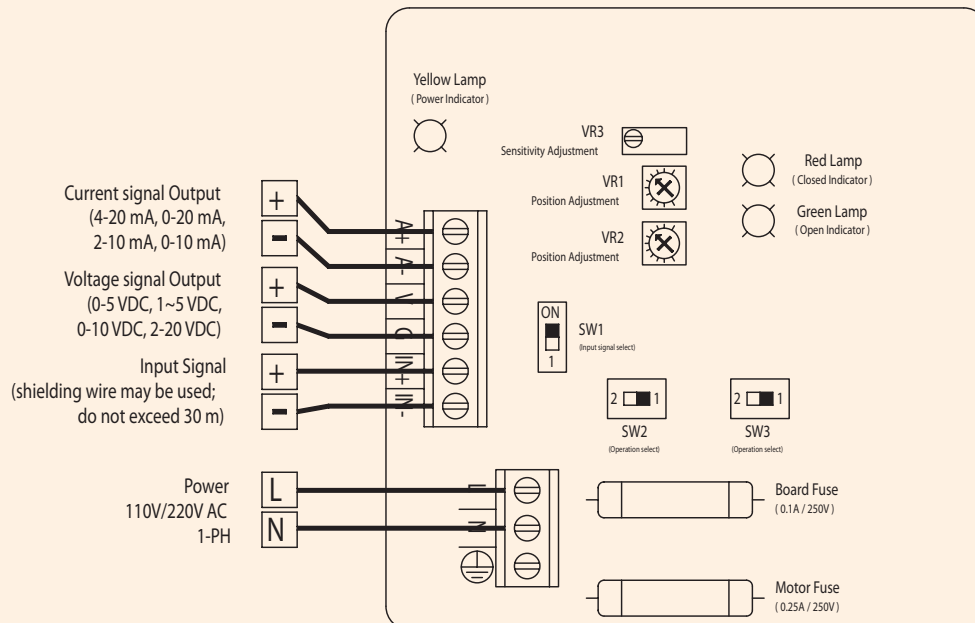 Yellow Lamp
( Power Indicator )
VR3
Sensitivity Adjustment
VR1
Position Adjustment
VR2
Position Adjustment
Red Lamp
( Closed Indicator )
Green Lamp
( Open Indicator )
Current signal Output
(4-20 mA, 0-20 mA,
2-10 mA, 0-10 mA)
+
-
Voltage signal Output
(0-5 VDC, 1~5 VDC,
0-10 VDC, 2-20 VDC)
+
-
Input Signal
(shielding wire may be used;
do not exceed 30 m)
+
-
A+
A-
V
G
IN+
IN-
ON
1
SW1
(Input signal select)
2 1
SW2
(Operation select)
2 1
SW3
(Operation select)
Power
110V/220V AC
1-PH
L
N
L
N
Board Fuse
( 0.1A / 250V )
Motor Fuse
( 0.25A / 250V )